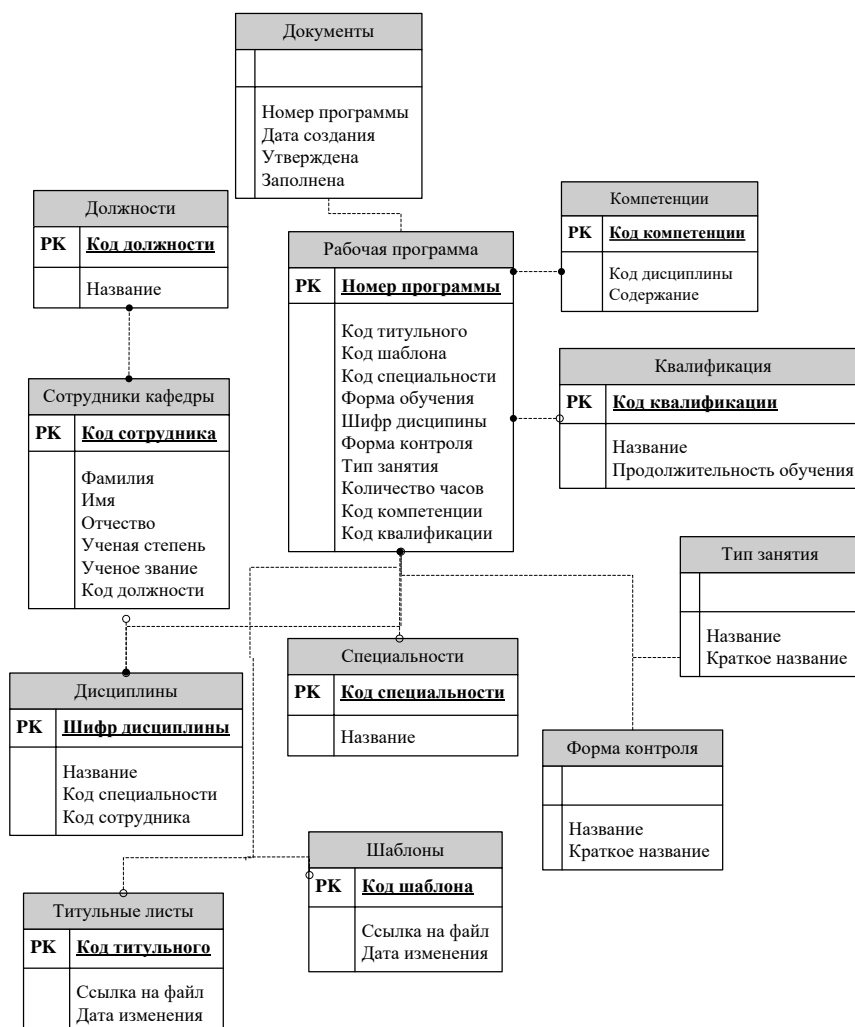 Документы
Номер программы
Дата создания
Утверждена
Заполнена
Должности
PK Код должности
Название
Компетенции
PK Код компетенции
Код дисциплины
Содержание
Рабочая программа
PK Номер программы
Код титульного
Код шаблона
Код специальности
Форма обучения
Шифр дисципины
Форма контроля
Тип занятия
Количество часов
Код компетенции
Код квалификации
Квалификация
PK Код квалификации
Название
Продолжительность обучения
Сотрудники кафедры
PK Код сотрудника
Фамилия
Имя
Отчество
Ученая степень
Ученое звание
Код должности
Тип занятия
Название
Краткое название
Специальности
PK Код специальности
Название
Дисциплины
PK Шифр дисциплины
Название
Код специальности
Код сотрудника
Форма контроля
Название
Краткое название
Шаблоны
PK Код шаблона
Ссылка на файл
Дата изменения
Титульные листы
PK Код титульного
Ссылка на файл
Дата изменения